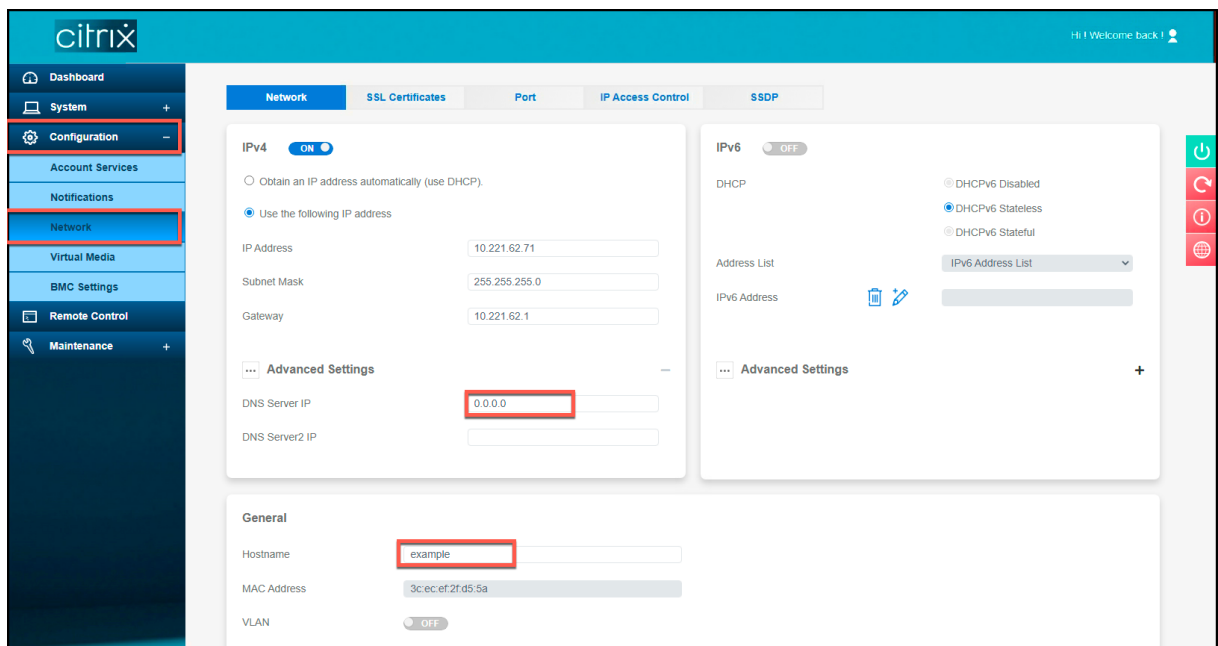 citrix
Hi ! Welcome back !
Dashboard
System +
Configuration −
Account Services
Notifications
Network
Virtual Media
BMC Settings
Remote Control
Maintenance +
Network SSL Certificates Port IP Access Control SSDP
IPv4 ON
Obtain an IP address automatically (use DHCP).
Use the following IP address
IP Address 10.221.62.71
Subnet Mask 255.255.255.0
Gateway 10.221.62.1
... Advanced Settings −
DNS Server IP 0.0.0.0
DNS Server2 IP
IPv6 OFF
DHCP DHCPv6 Disabled
DHCPv6 Stateless
DHCPv6 Stateful
Address List IPv6 Address List
IPv6 Address
... Advanced Settings +
General
Hostname example
MAC Address 3c:ec:ef:2f:d5:5a
VLAN OFF